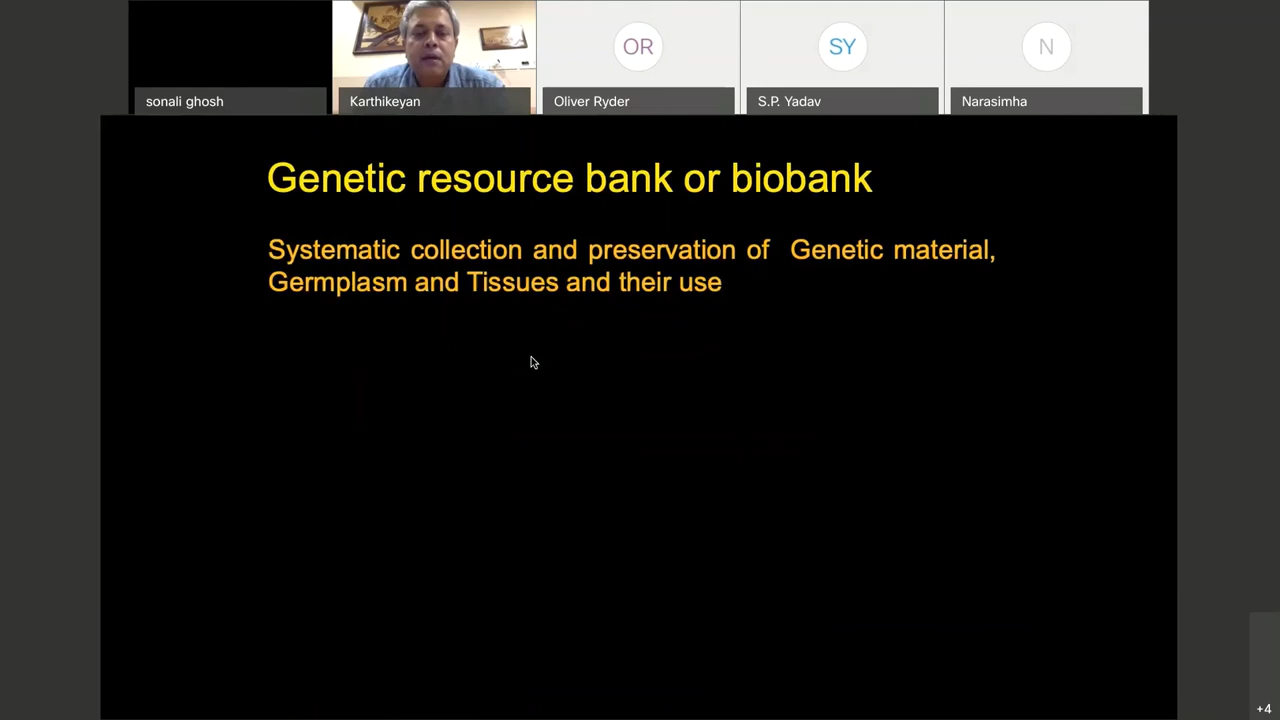 sonali ghosh
Karthikeyan
OR
Oliver Ryder
SY
S.P. Yadav
N
Narasimha
Genetic resource bank or biobank
Systematic collection and preservation of Genetic material,
Germplasm and Tissues and their use
+4